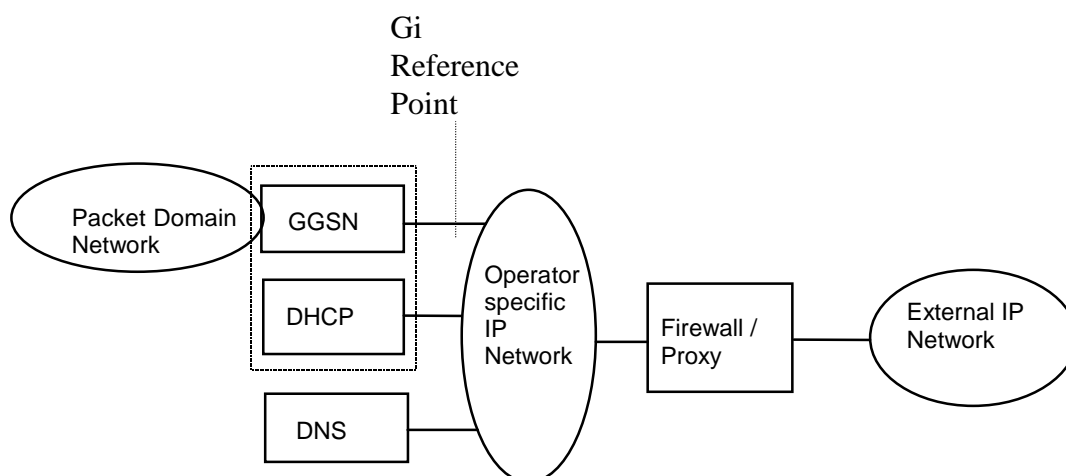 Gi
Reference
Point
Packet Domain
Network
GGSN
DHCP
DNS
Operator
specific
IP
Network
Firewall /
Proxy
External IP
Network